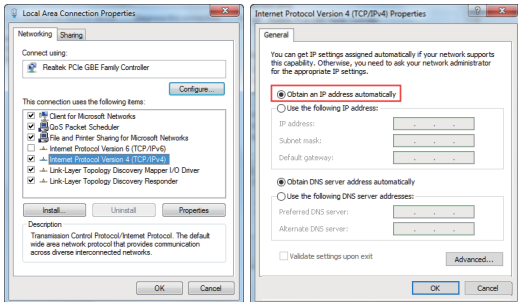 Local Area Connection Properties
Networking Sharing
Connect using:
Realtek PCIe GBE Family Controller
Configure...
This connection uses the following items:
Client for Microsoft Networks
QoS Packet Scheduler
File and Printer Sharing for Microsoft Networks
Internet Protocol Version 6 (TCP/IPv6)
Internet Protocol Version 4 (TCP/IPv4)
Link-Layer Topology Discovery Mapper I/O Driver
Link-Layer Topology Discovery Responder
Install... Uninstall Properties
Description
Transmission Control Protocol/Internet Protocol. The default
wide area network protocol that provides communication
across diverse interconnected networks.
OK Cancel
Internet Protocol Version 4 (TCP/IPv4) Properties
General
You can get IP settings assigned automatically if your network supports
this capability. Otherwise, you need to ask your network administrator
for the appropriate IP settings.
Obtain an IP address automatically
Use the following IP address:
IP address:
Subnet mask:
Default gateway:
Obtain DNS server address automatically
Use the following DNS server addresses:
Preferred DNS server:
Alternate DNS server:
Validate settings upon exit
Advanced...
OK Cancel